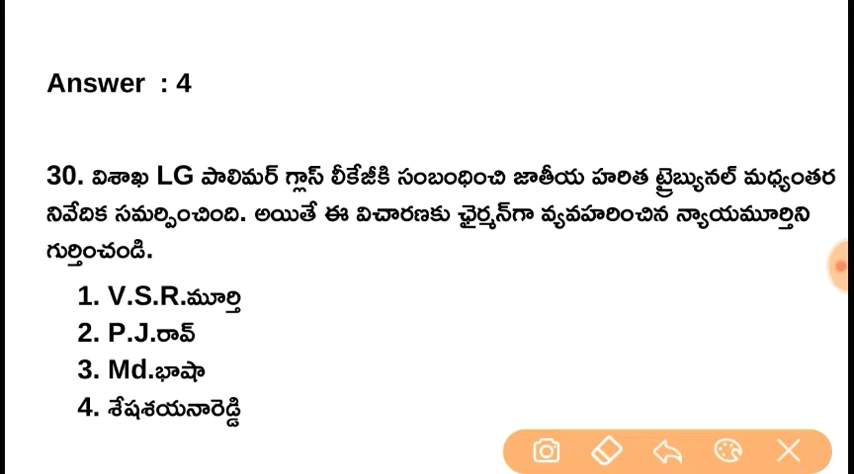 Answer : 4
30. విశాఖ LG పాలిమర్ గ్లాస్ లీకేజీకి సంబంధించి జాతీయ హరిత ట్రైబ్యునల్ మధ్యంతర
నివేదిక సమర్పించింది. అయితే ఈ విచారణకు ఛైర్మన్‌గా వ్యవహరించిన న్యాయమూర్తిని
గుర్తించండి.
1. V.S.R.మూర్తి
2. P.J.రావ్
3. Md.భాషా
4. శేషశయనారెడ్డి